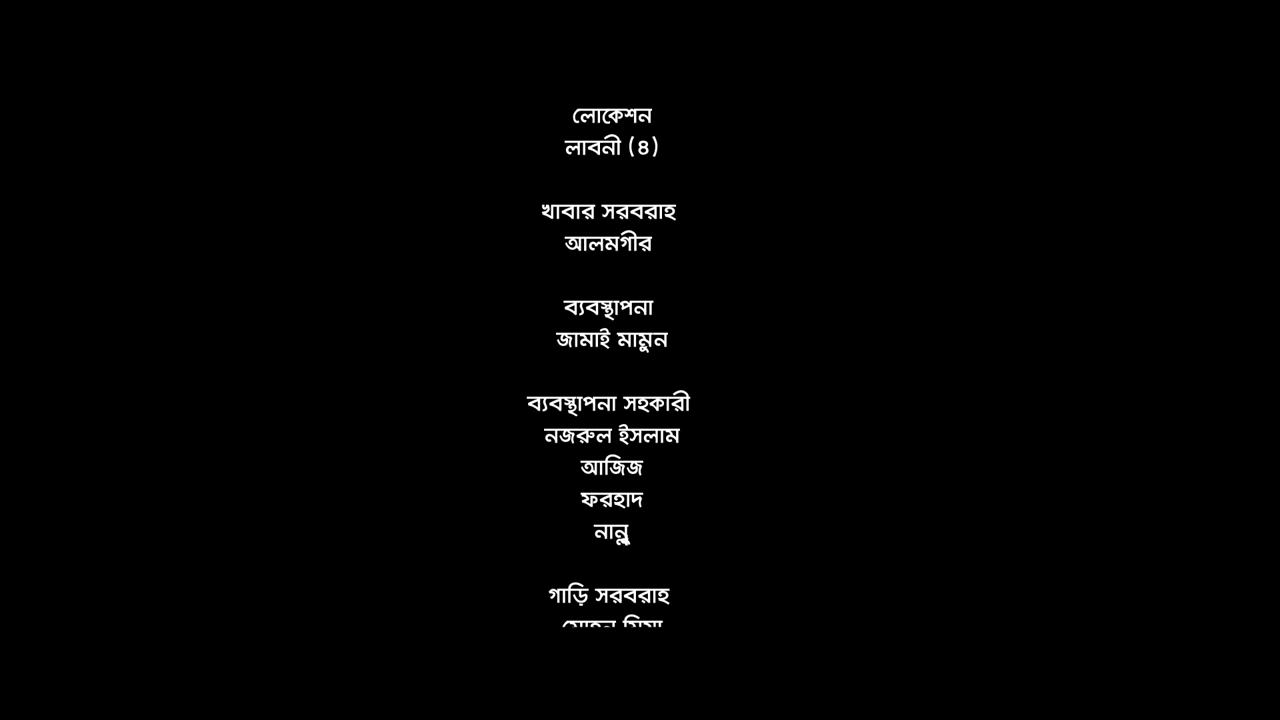 লোকেশন
লাবনী (৪)
খাবার সরবরাহ
আলমগীর
ব্যবস্থাপনা
জামাই মামুন
ব্যবস্থাপনা সহকারী
নজরুল ইসলাম
আজিজ
ফরহাদ
নান্নু
গাড়ি সরবরাহ